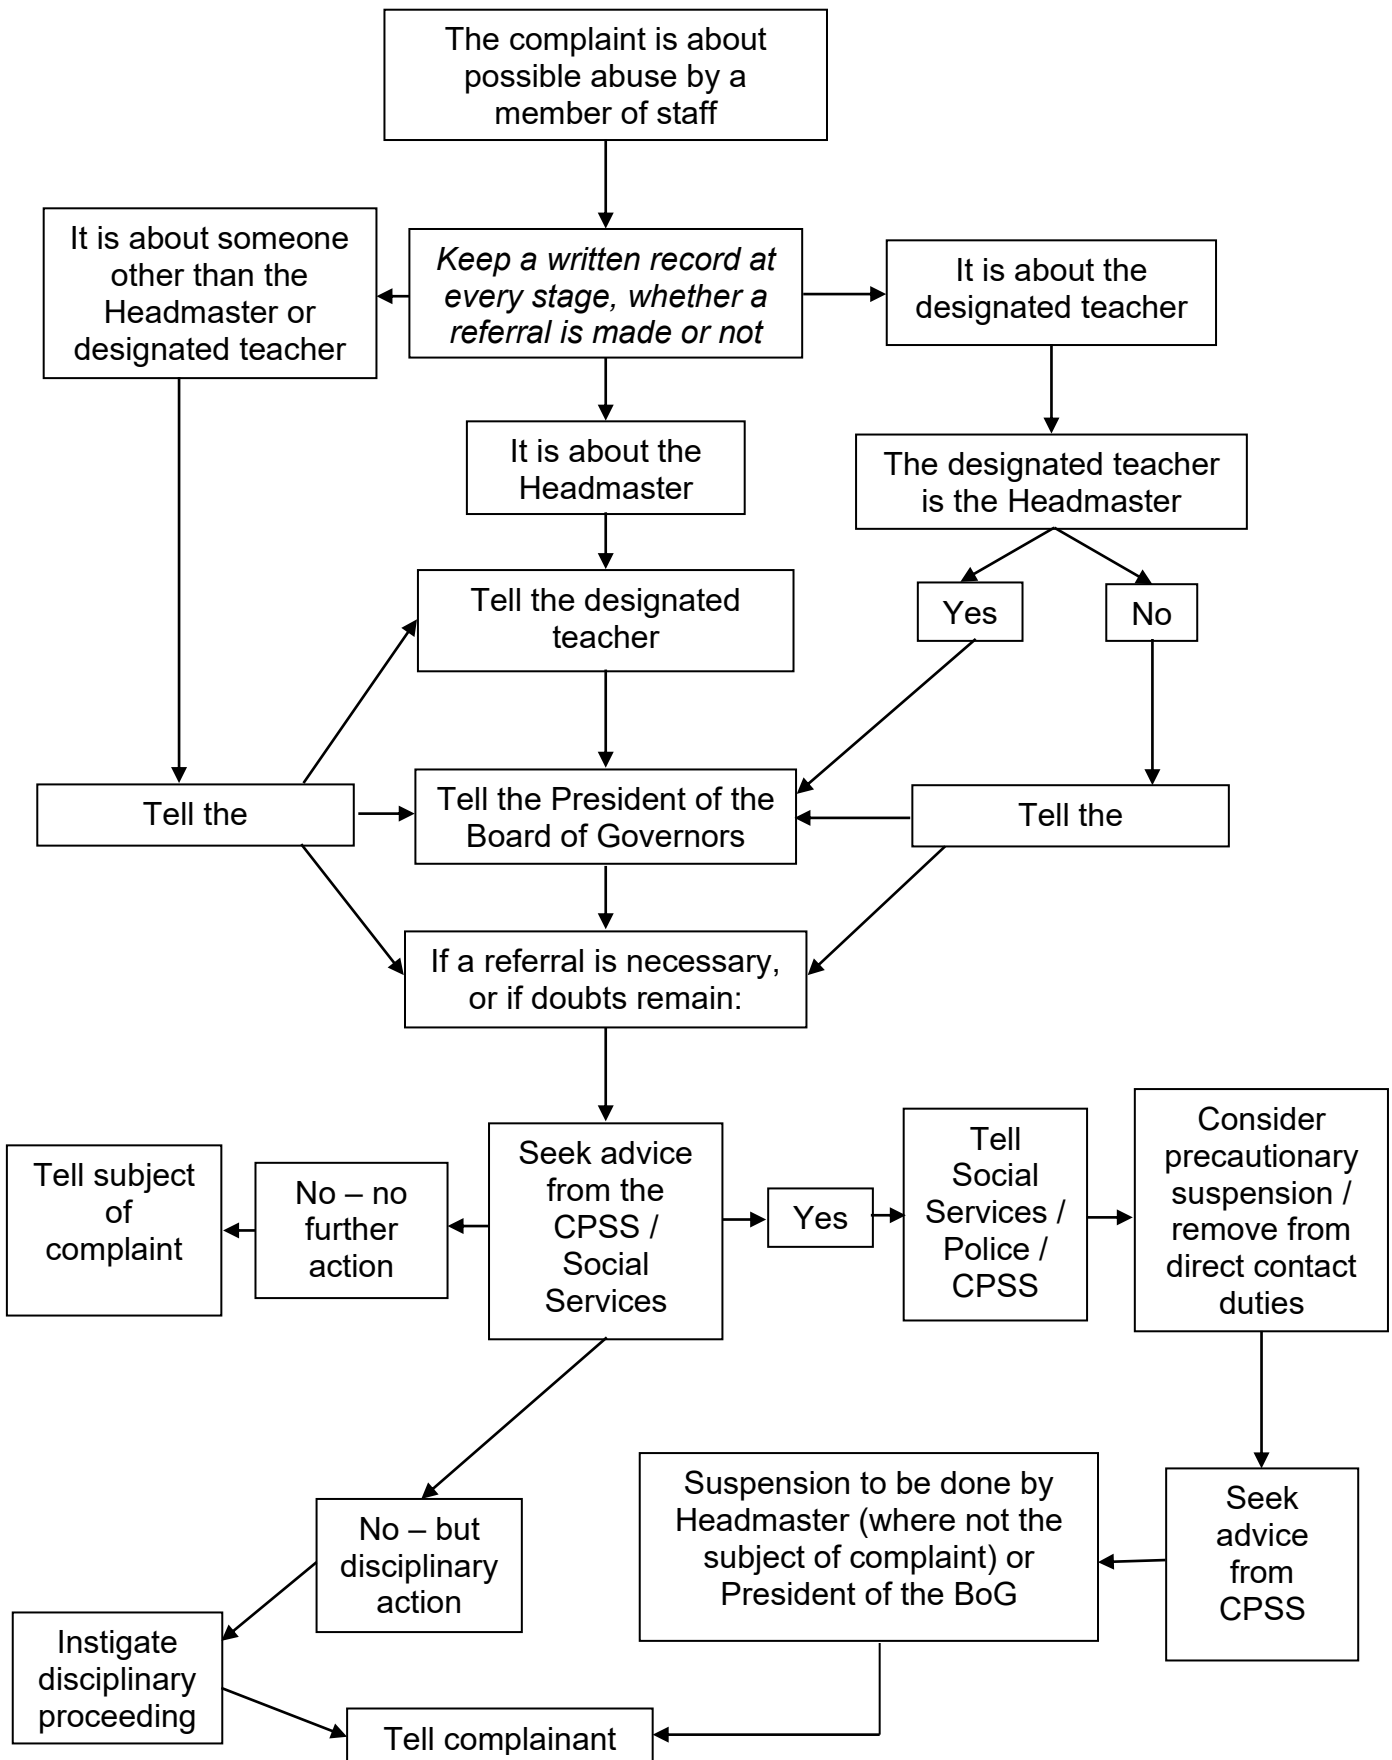 The complaint is about
possible abuse by a
member of staff
It is about someone
other than the
Headmaster or
designated teacher
Keep a written record at
every stage, whether a
referral is made or not
It is about the
designated teacher
It is about the
Headmaster
The designated teacher
is the Headmaster
Tell the designated
teacher
Yes
No
Tell the
Tell the President of the
Board of Governors
Tell the
If a referral is necessary,
or if doubts remain:
Tell subject
of
complaint
No – no
further
action
Seek advice
from the
CPSS /
Social
Services
Yes
Tell
Social
Services /
Police /
CPSS
Consider
precautionary
suspension /
remove from
direct contact
duties
Suspension to be done by
Headmaster (where not the
subject of complaint) or
President of the BoG
Seek
advice
from
CPSS
No – but
disciplinary
action
Instigate
disciplinary
proceeding
Tell complainant